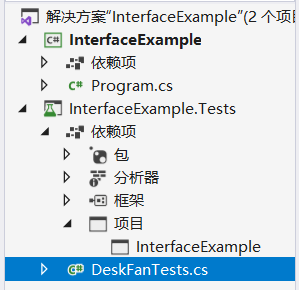 解决方案"InterfaceExample"(2 个项
InterfaceExample
依赖项
C# Program.cs
InterfaceExample.Tests
依赖项
包
分析器
框架
项目
InterfaceExample
C# DeskFanTests.cs